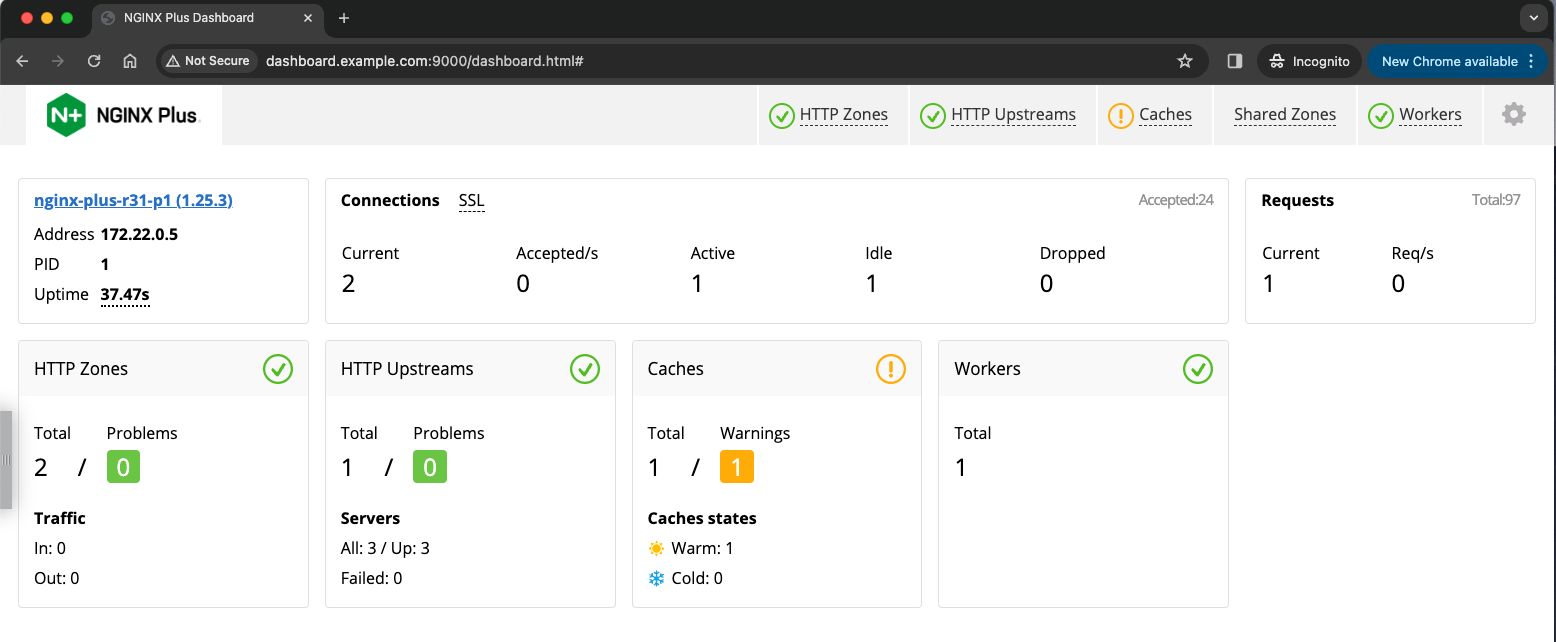 NGINX Plus Dashboard
Not Secure dashboard.example.com:9000/dashboard.html# Incognito New Chrome available
N+ NGINX Plus HTTP Zones HTTP Upstreams Caches Shared Zones Workers
nginx-plus-r31-p1 (1.25.3)
Address 172.22.0.5
PID 1
Uptime 37.47s
Connections SSL Accepted:24
Current Accepted/s Active Idle Dropped
2 0 1 1 0
Requests Total:97
Current Req/s
1 0
HTTP Zones
Total Problems
2 / 0
Traffic
In: 0
Out: 0
HTTP Upstreams
Total Problems
1 / 0
Servers
All: 3 / Up: 3
Failed: 0
Caches
Total Warnings
1 / 1
Caches states
Warm: 1
Cold: 0
Workers
Total
1